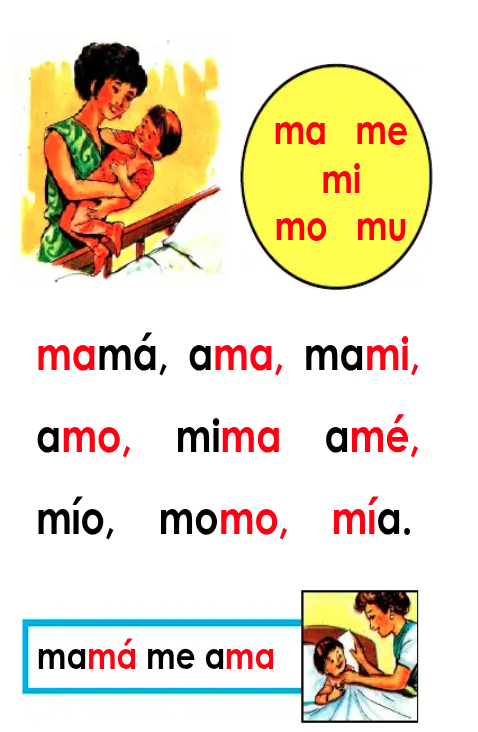 ma me
mi
mo mu
mamá, ama, mami,
amo, mima amé,
mío, momo, mía.
mamá me ama